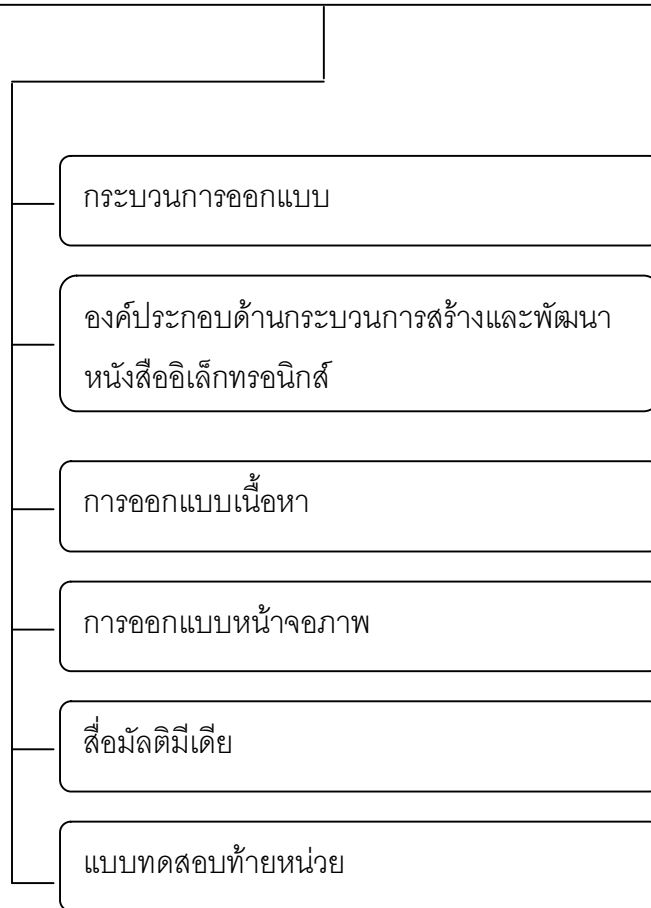 กระบวนการออกแบบ
องค์ประกอบด้านกระบวนการสร้างและพัฒนา
หนังสืออิเล็กทรอนิกส์
การออกแบบเนื้อหา
การออกแบบหน้าจอภาพ
สื่อมัลติมีเดีย
แบบทดสอบท้ายหน่วย